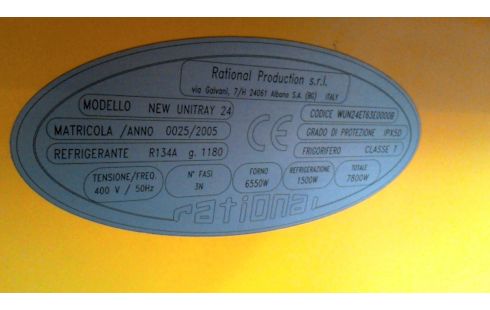 Rational Production s.r.l.
via Galvani, 7/H 24061 Albano S.A. (BG) ITALY
MODELLO NEW UNITRAY 24
CODICE WUN24ET63E0000B
MATRICOLA /ANNO 0025/2005
CE
GRADO DI PROTEZIONE IPX50
REFRIGERANTE R134A g. 1180
FRIGORIFERO CLASSE T
TENSIONE/FREQ.
400 V / 50Hz
N° FASI
3N
FORNO
6550W
REFRIGERAZIONE
1500W
TOTALE
7800W
rational